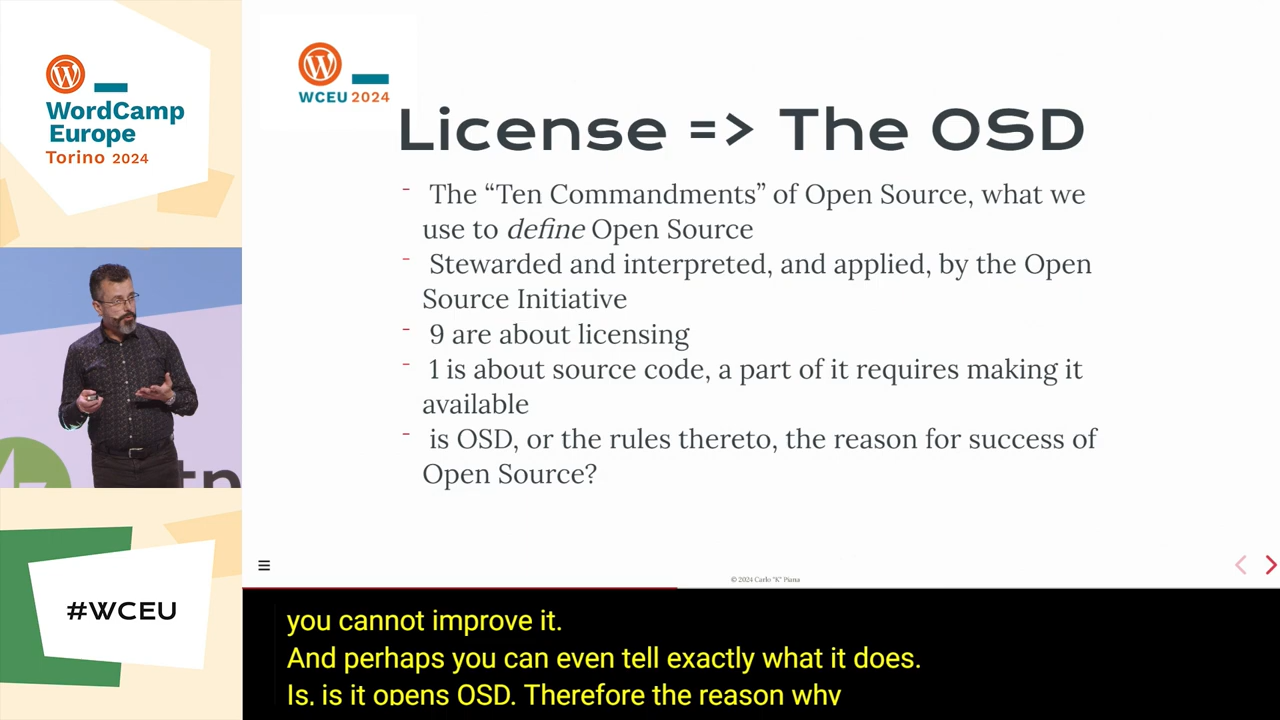 WordCamp
Europe
Torino 2024
WCEU 2024
License => The OSD
- The “Ten Commandments” of Open Source, what we
use to define Open Source
- Stewarded and interpreted, and applied, by the Open
Source Initiative
- 9 are about licensing
- 1 is about source code, a part of it requires making it
available
- is OSD, or the rules thereto, the reason for success of
Open Source?
© 2024 Carlo "K" Piana
#WCEU
you cannot improve it.
And perhaps you can even tell exactly what it does.
Is, is it opens OSD. Therefore the reason why